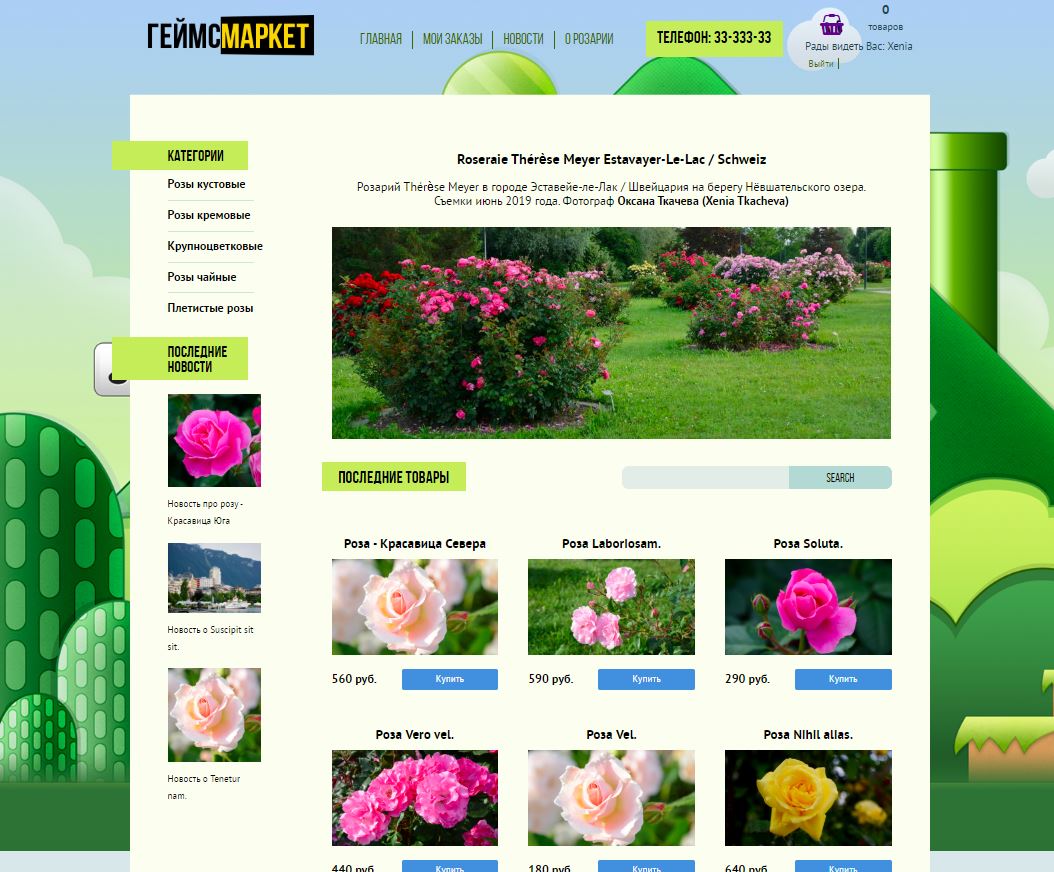 ГЕЙМСМАРКЕТ
ГЛАВНАЯ
МОИ ЗАКАЗЫ
НОВОСТИ
О РОЗАРИИ
ТЕЛЕФОН: 33-333-33
0
товаров
Рады видеть Вас: Xenia
Выйти |
КАТЕГОРИИ
Розы кустовые
Розы кремовые
Крупноцветковые
Розы чайные
Плетистые розы
ПОСЛЕДНИЕ
НОВОСТИ
Новость про розу -
Красавица Юга
Новость о Suscipit sit
sit.
Новость о Tenetur
nam.
Roseraie Thérèse Meyer Estavayer-Le-Lac / Schweiz
Розарий Thérèse Meyer в городе Эставейе-ле-Лак / Швейцария на берегу Нёвшательского озера.
Съемки июнь 2019 года. Фотограф Оксана Ткачева (Xenia Tkacheva)
ПОСЛЕДНИЕ ТОВАРЫ
SEARCH
Роза - Красавица Севера
Роза Laboriosam.
Роза Soluta.
560 руб.
Купить
590 руб.
Купить
290 руб.
Купить
Роза Vero vel.
Роза Vel.
Роза Nihil alias.
440 руб.
Купить
180 руб.
Купить
640 руб.
Купить